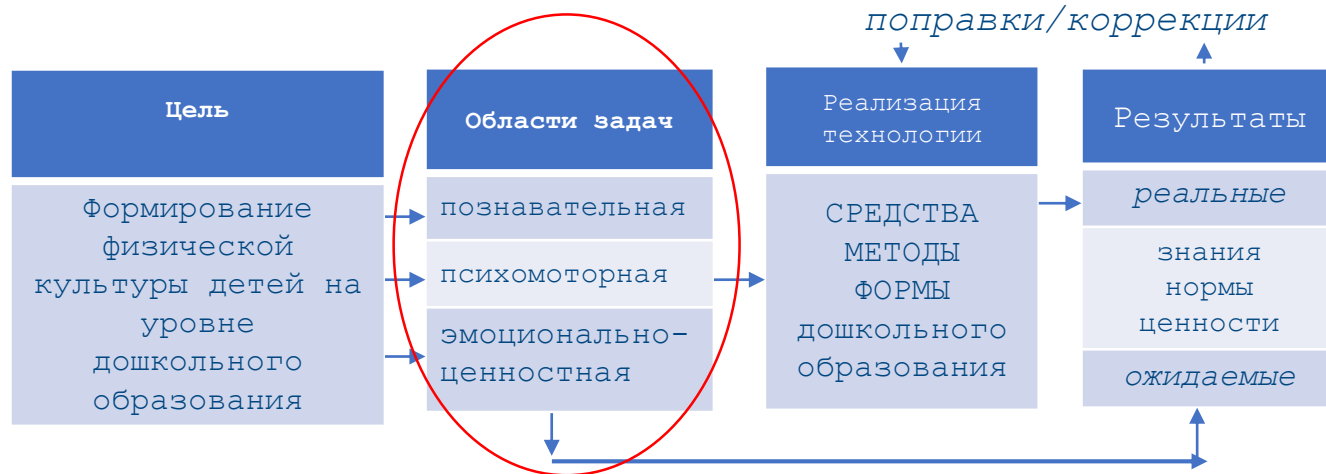 поправки/коррекции
Цель
Формирование
физической
культуры детей на
уровне
дошкольного
образования
Области задач
познавательная
психомоторная
эмоционально-
ценностная
Реализация
технологии
СРЕДСТВА
МЕТОДЫ
ФОРМЫ
дошкольного
образования
Результаты
реальные
знания
нормы
ценности
ожидаемые